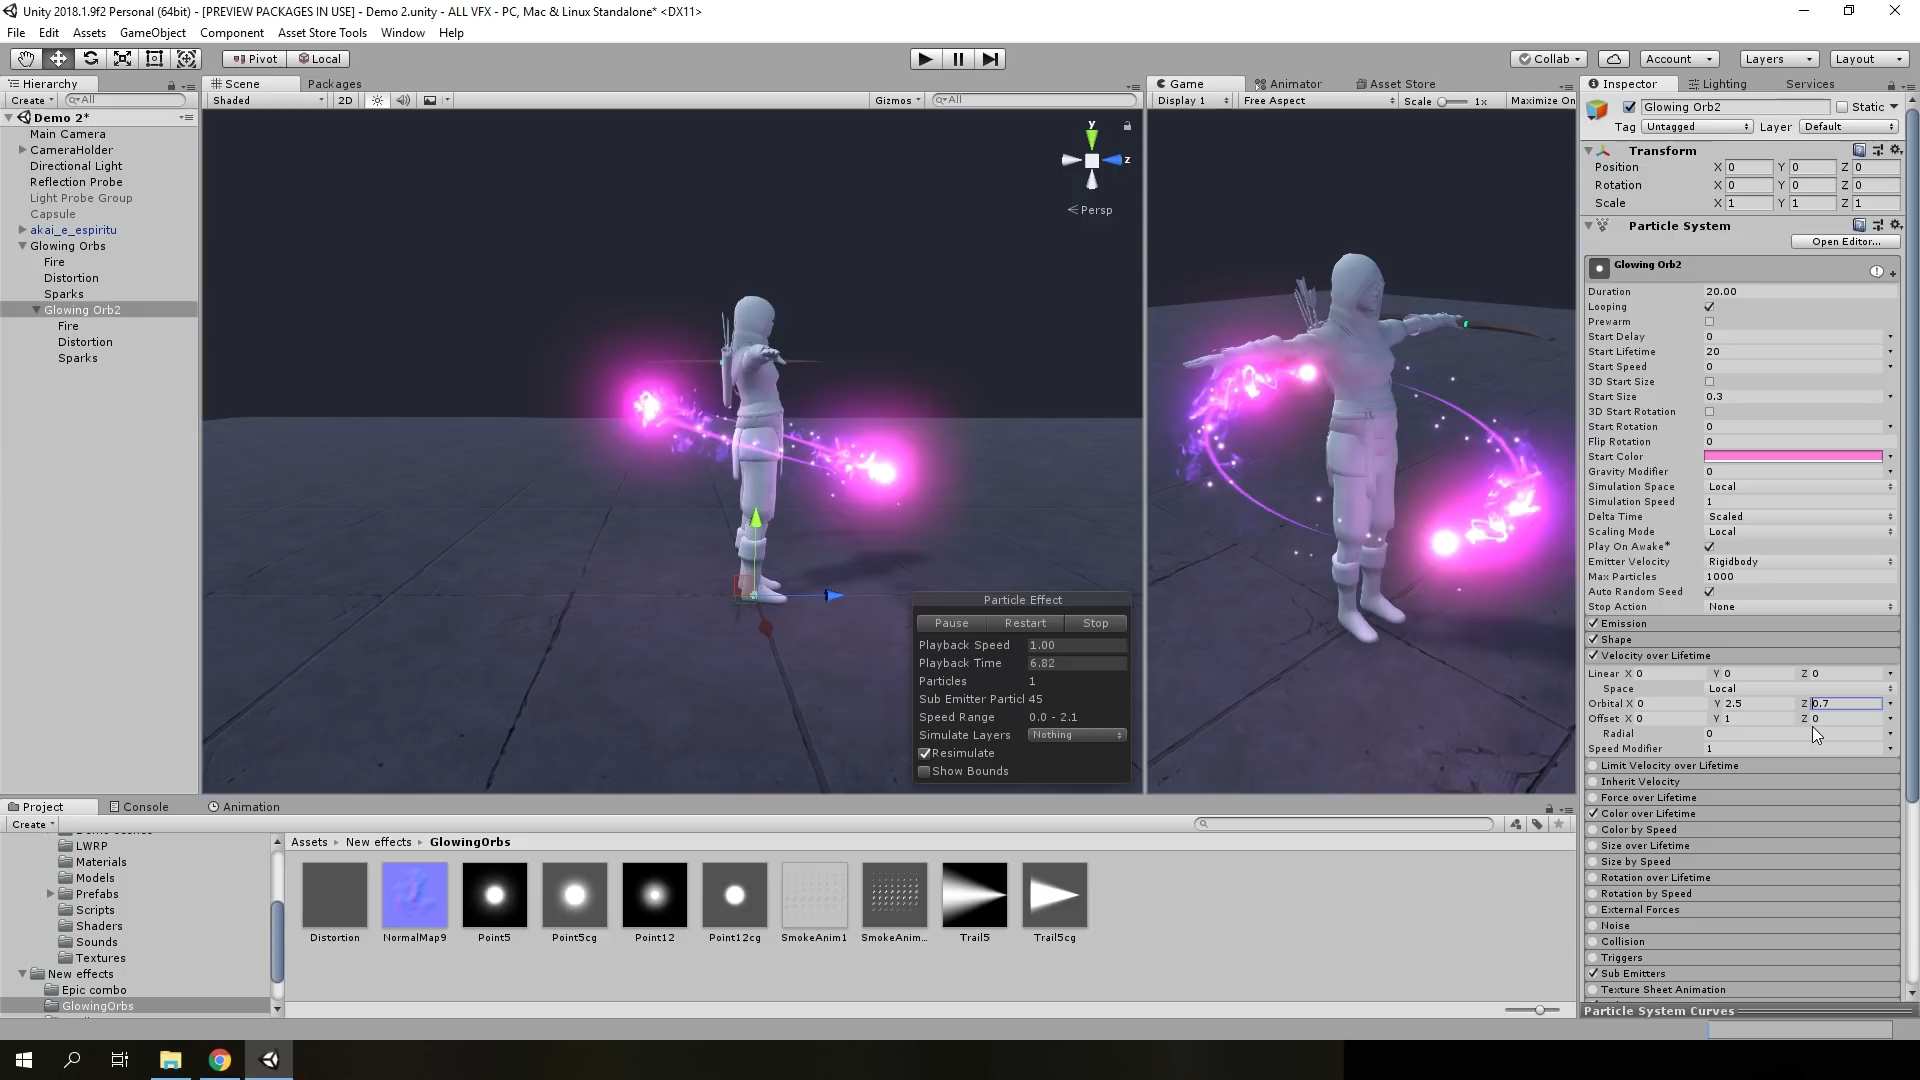 Unity 2018.1.9f2 Personal (64bit) - [PREVIEW PACKAGES IN USE] - Demo 2.unity - ALL VFX - PC, Mac & Linux Standalone* <DX11>
File Edit Assets GameObject Component Asset Store Tools Window Help
Pivot Local Collab Account Layers Layout
Hierarchy
Create All
Demo 2*
Main Camera
CameraHolder
Directional Light
Reflection Probe
Light Probe Group
Capsule
akai_e_espiritu
Glowing Orbs
Fire
Distortion
Sparks
Glowing Orb2
Fire
Distortion
Sparks
Scene Packages
Shaded 2D Gizmos All
y
z
Persp
Particle Effect
Pause Restart Stop
Playback Speed 1.00
Playback Time 6.82
Particles 1
Sub Emitter Particl 45
Speed Range 0.0 - 2.1
Simulate Layers Nothing
Resimulate
Show Bounds
Game Animator Asset Store
Display 1 Free Aspect Scale 1x Maximize On
Inspector Lighting Services
Glowing Orb2 Static
Tag Untagged Layer Default
Transform
Position X 0 Y 0 Z 0
Rotation X 0 Y 0 Z 0
Scale X 1 Y 1 Z 1
Particle System
Open Editor...
Glowing Orb2
Duration 20.00
Looping
Prewarm
Start Delay 0
Start Lifetime 20
Start Speed 0
3D Start Size
Start Size 0.3
3D Start Rotation
Start Rotation 0
Flip Rotation 0
Start Color
Gravity Modifier 0
Simulation Space Local
Simulation Speed 1
Delta Time Scaled
Scaling Mode Local
Play On Awake*
Emitter Velocity Rigidbody
Max Particles 1000
Auto Random Seed
Stop Action None
Emission
Shape
Velocity over Lifetime
Linear X 0 Y 0 Z 0
Space Local
Orbital X 0 Y 2.5 Z 0.7
Offset X 0 Y 1 Z 0
Radial 0
Speed Modifier 1
Limit Velocity over Lifetime
Inherit Velocity
Force over Lifetime
Color over Lifetime
Color by Speed
Size over Lifetime
Size by Speed
Rotation over Lifetime
Rotation by Speed
External Forces
Noise
Collision
Triggers
Sub Emitters
Texture Sheet Animation
Particle System Curves
Project Console Animation
Create
LWRP
Materials
Models
Prefabs
Scripts
Shaders
Sounds
Textures
New effects
Epic combo
GlowingOrbs
Assets New effects GlowingOrbs
Distortion NormalMap9 Point5 Point5cg Point12 Point12cg SmokeAnim1 SmokeAnim... Trail5 Trail5cg